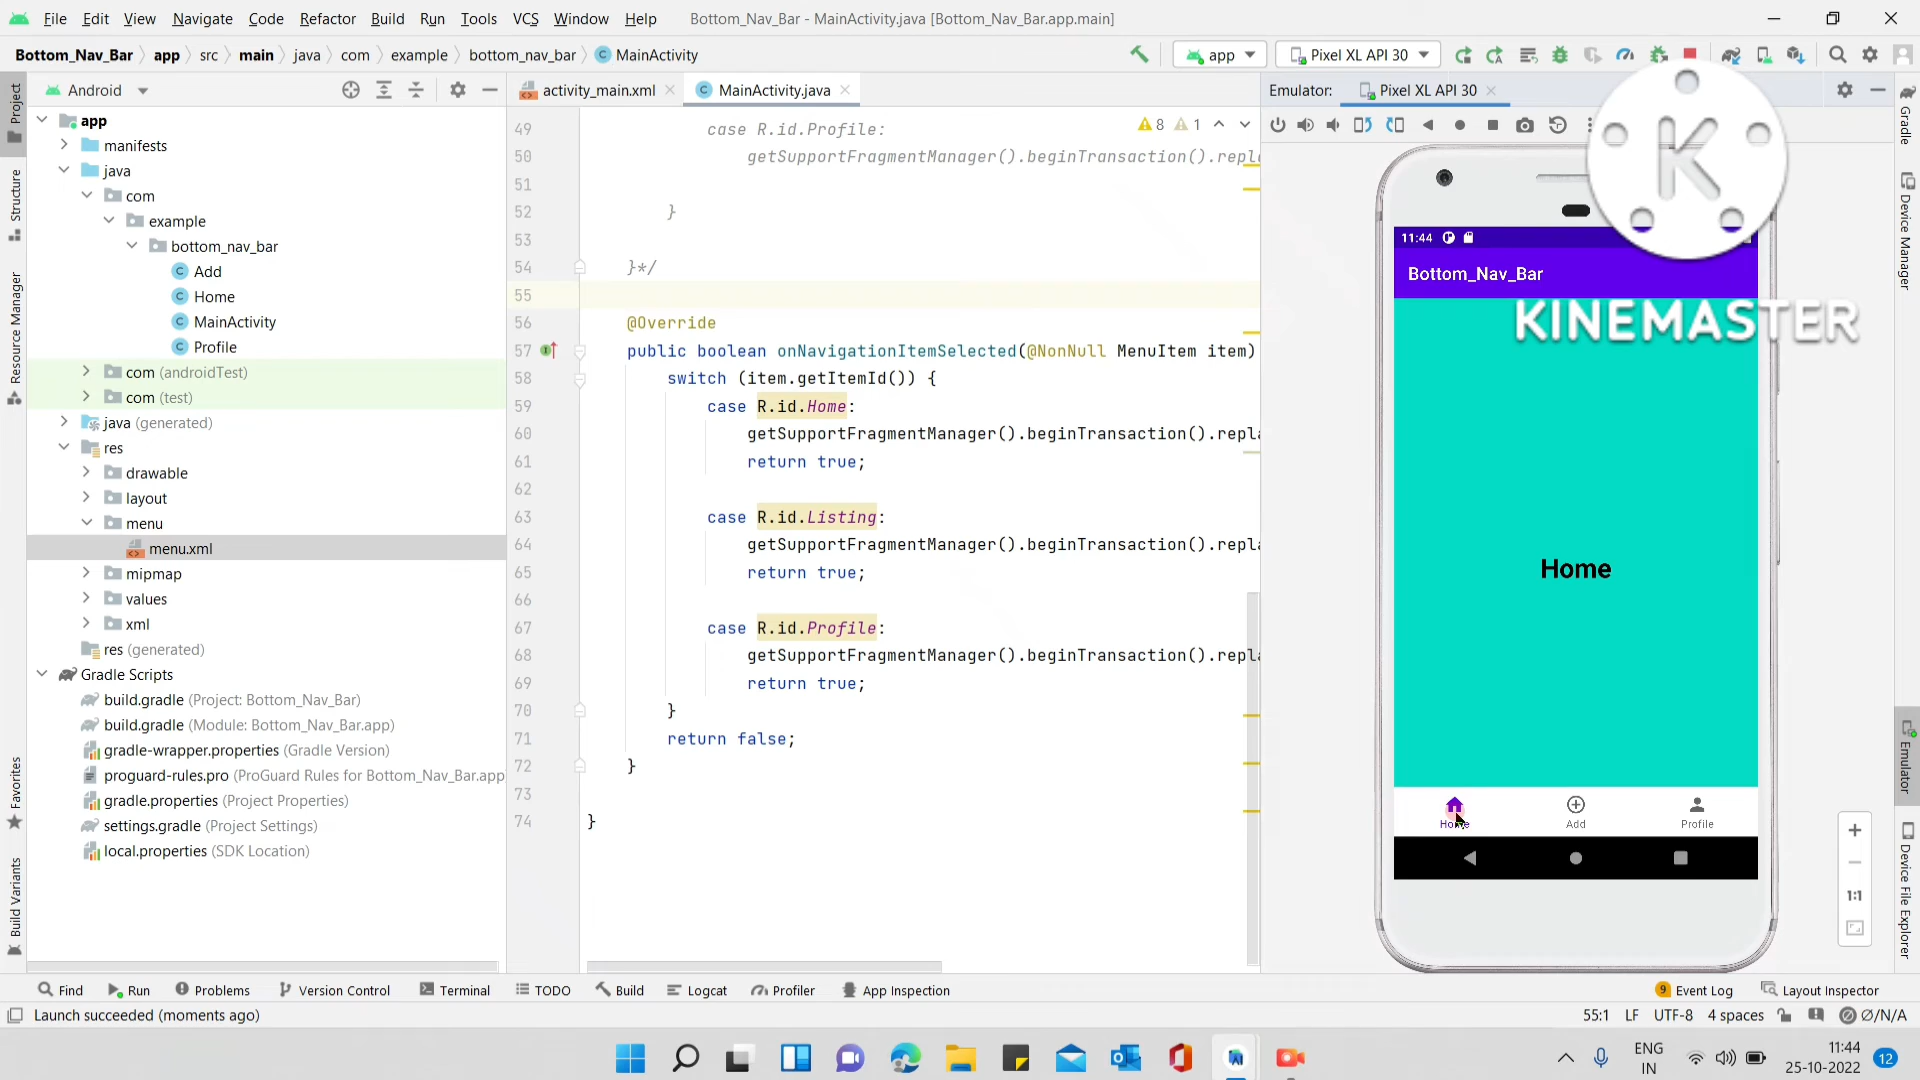 File Edit View Navigate Code Refactor Build Run Tools VCS Window Help Bottom_Nav_Bar - MainActivity.java [Bottom_Nav_Bar.app.main]
Bottom_Nav_Bar app src main java com example bottom_nav_bar MainActivity app Pixel XL API 30
Android activity_main.xml MainActivity.java Emulator: Pixel XL API 30
Project
Structure
Resource Manager
Favorites
Build Variants
app
manifests
java
com
example
bottom_nav_bar
Add
Home
MainActivity
Profile
com (androidTest)
com (test)
java (generated)
res
drawable
layout
menu
menu.xml
mipmap
values
xml
res (generated)
Gradle Scripts
build.gradle (Project: Bottom_Nav_Bar)
build.gradle (Module: Bottom_Nav_Bar.app)
gradle-wrapper.properties (Gradle Version)
proguard-rules.pro (ProGuard Rules for Bottom_Nav_Bar.app
gradle.properties (Project Properties)
settings.gradle (Project Settings)
local.properties (SDK Location)
8 1
49 case R.id.Profile:
50 getSupportFragmentManager().beginTransaction().repla
51
52 }
53
54 }*/
55
56 @Override
57 public boolean onNavigationItemSelected(@NonNull MenuItem item)
58 switch (item.getItemId()) {
59 case R.id.Home:
60 getSupportFragmentManager().beginTransaction().repla
61 return true;
62
63 case R.id.Listing:
64 getSupportFragmentManager().beginTransaction().repla
65 return true;
66
67 case R.id.Profile:
68 getSupportFragmentManager().beginTransaction().repla
69 return true;
70 }
71 return false;
72 }
73
74 }
K
KINEMASTER
11:44
Bottom_Nav_Bar
Home
Home Add Profile
1:1
Gradle
Device Manager
Emulator
Device File Explorer
Find Run Problems Version Control Terminal TODO Build Logcat Profiler App Inspection 9 Event Log Layout Inspector
Launch succeeded (moments ago) 55:1 LF UTF-8 4 spaces Ø/N/A
ENG
IN
11:44
25-10-2022
12